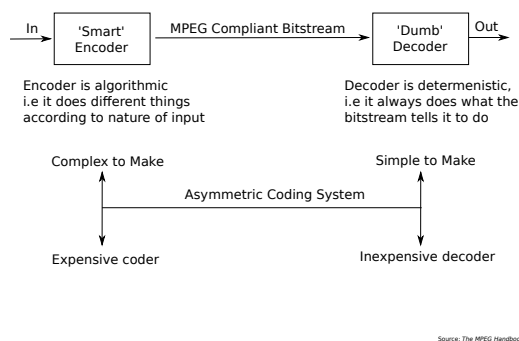 In
'Smart'
Encoder
MPEG Compliant Bitstream
'Dumb'
Decoder
Out
Encoder is algorithmic
i.e it does different things
according to nature of input
Decoder is determenistic,
i.e it always does what the
bitstream tells it to do
Complex to Make
Simple to Make
Asymmetric Coding System
Expensive coder
Inexpensive decoder
Source: The MPEG Handboo